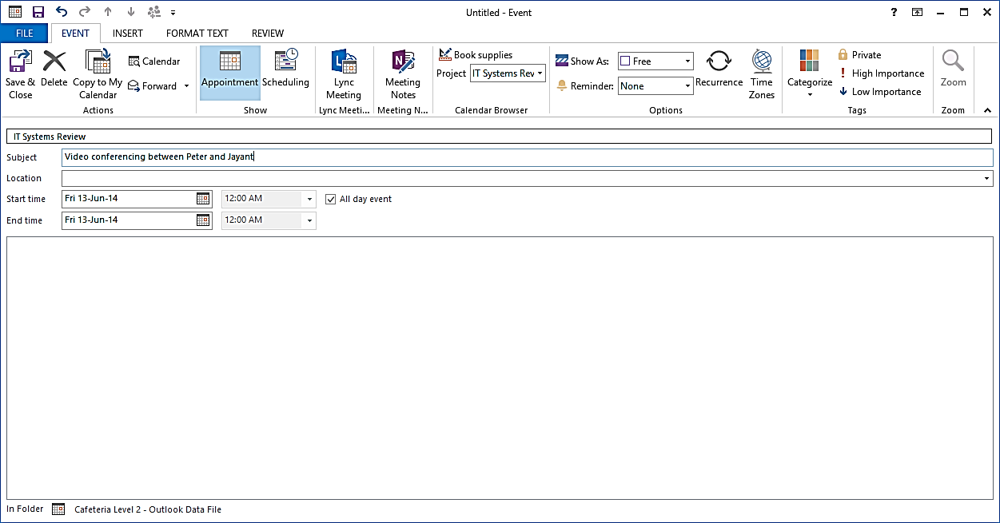 Untitled - Event
?
FILE EVENT INSERT FORMAT TEXT REVIEW
Save & Close
Delete
Copy to My Calendar
Calendar
Forward
Actions
Appointment
Scheduling
Show
Lync Meeting
Lync Meeti...
Meeting Notes
Meeting N...
Book supplies
Project IT Systems Rev
Calendar Browser
Show As: Free
Reminder: None
Recurrence
Time Zones
Options
Categorize
Private
High Importance
Low Importance
Tags
Zoom
Zoom
IT Systems Review
Subject Video conferencing between Peter and Jayant
Location
Start time Fri 13-Jun-14 12:00 AM All day event
End time Fri 13-Jun-14 12:00 AM
In Folder Cafeteria Level 2 - Outlook Data File